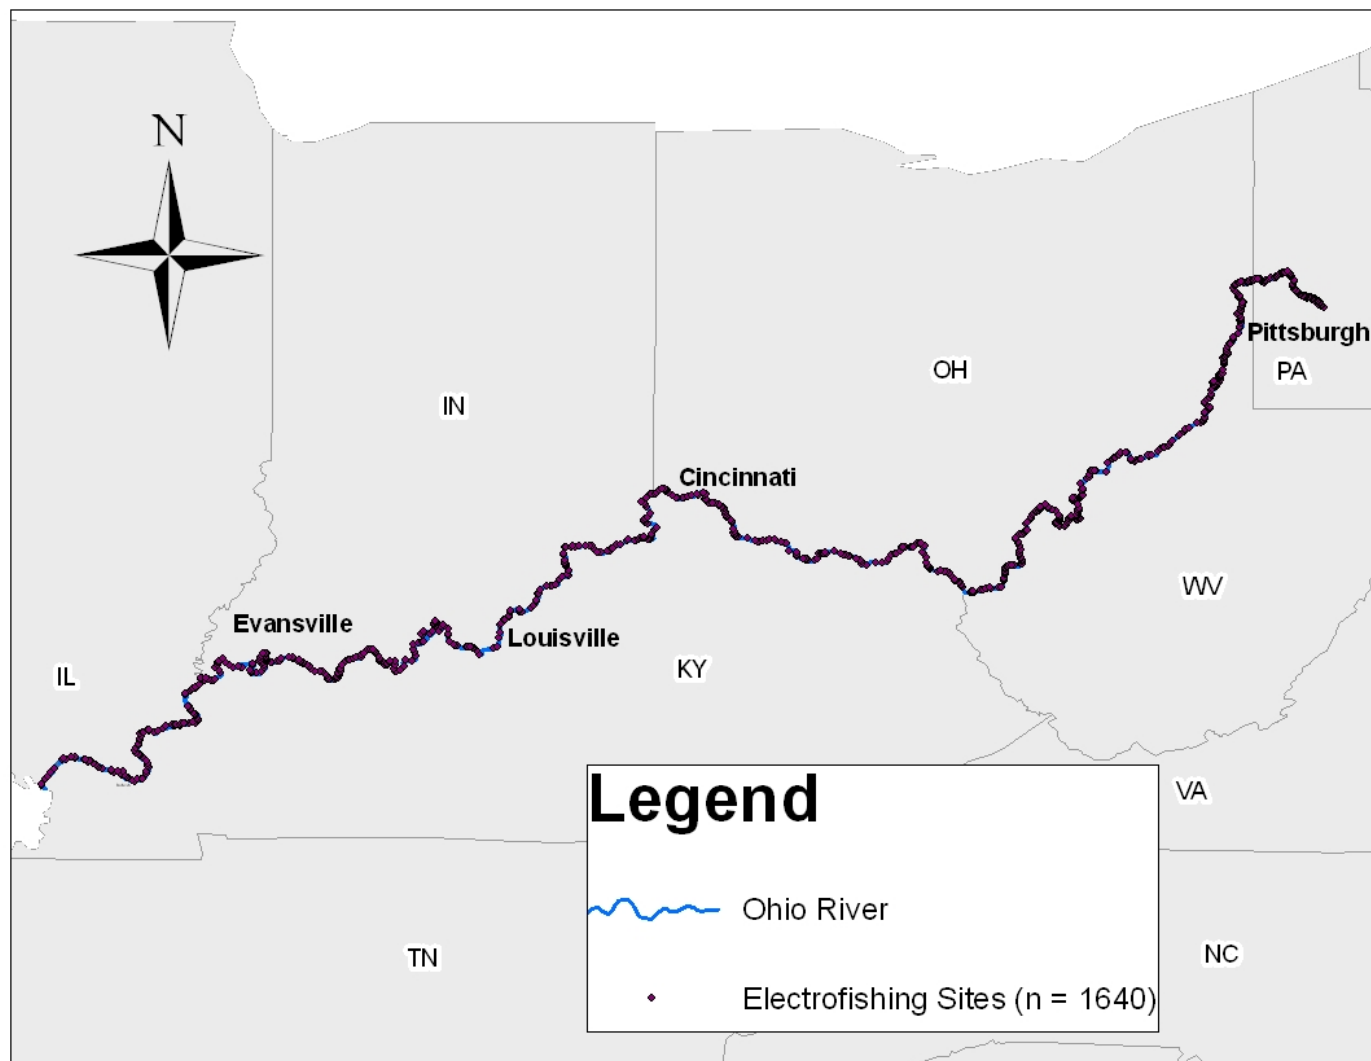 N
Pittsburgh
OH
PA
IN
Cincinnati
WV
Evansville
Louisville
KY
IL
Legend
VA
Ohio River
TN
NC
Electrofishing Sites (n = 1640)